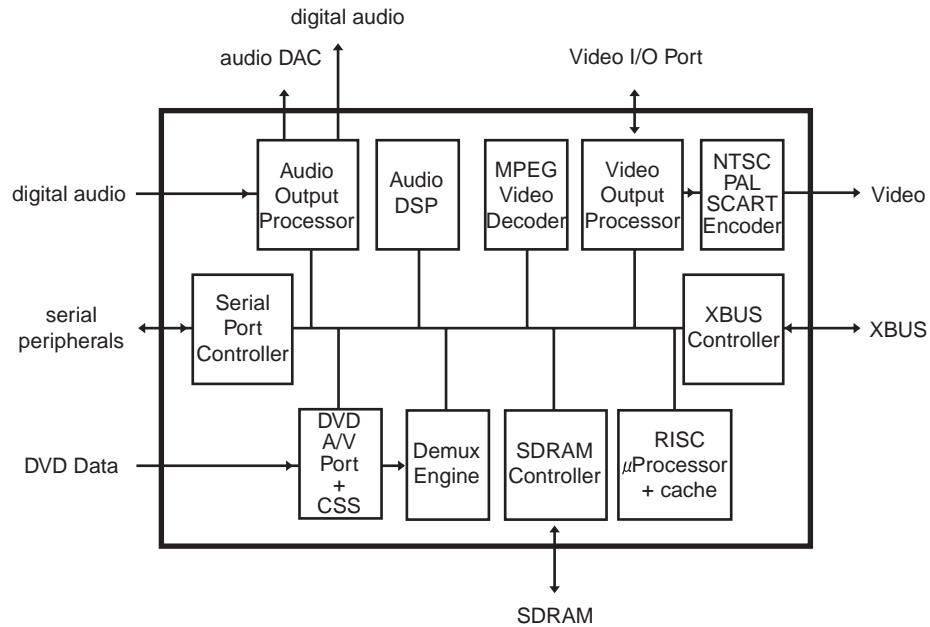 digital audio
audio DAC
Video I/O Port
digital audio
Audio
Output
Processor
Audio
DSP
MPEG
Video
Decoder
Video
Output
Processor
NTSC
PAL
SCART
Encoder
Video
serial
peripherals
Serial
Port
Controller
XBUS
Controller
XBUS
DVD Data
DVD
A/V
Port
+
CSS
Demux
Engine
SDRAM
Controller
RISC
µProcessor
+ cache
SDRAM